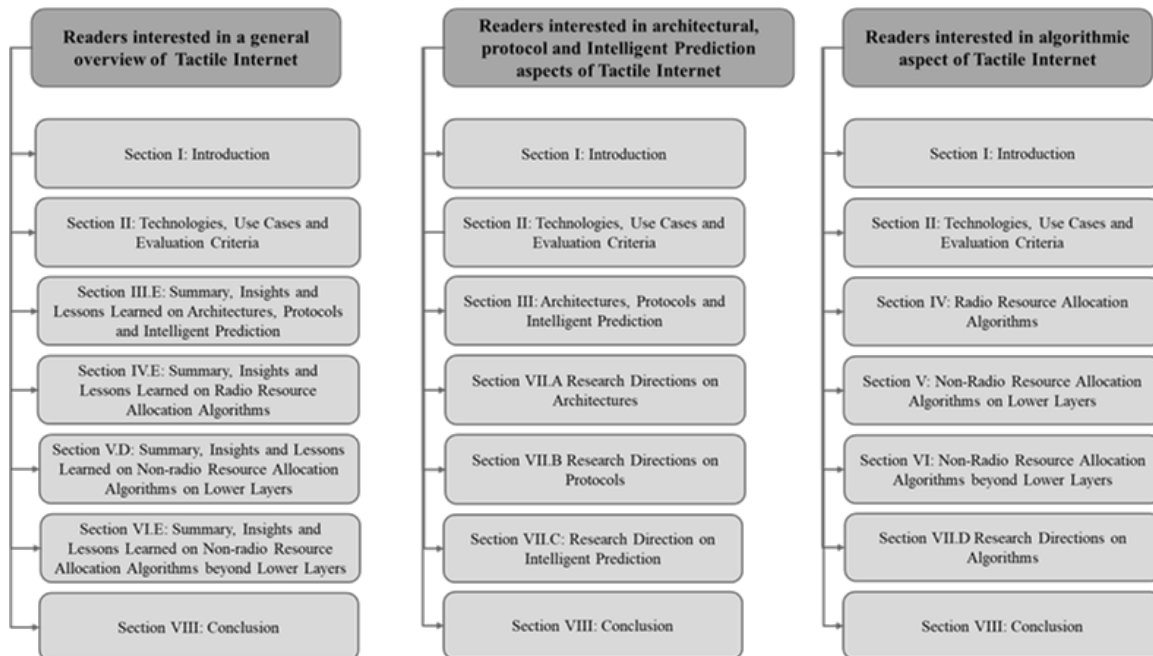 Readers interested in a general
overview of Tactile Internet
Section I: Introduction
Section II: Technologies, Use Cases and
Evaluation Criteria
Section III.E: Summary, Insights and
Lessons Learned on Architectures, Protocols
and Intelligent Prediction
Section IV.E: Summary, Insights and
Lessons Learned on Radio Resource
Allocation Algorithms
Section V.D: Summary, Insights and Lessons
Learned on Non-radio Resource Allocation
Algorithms on Lower Layers
Section VI.E: Summary, Insights and
Lessons Learned on Non-radio Resource
Allocation Algorithms beyond Lower Layers
Section VIII: Conclusion
Readers interested in architectural,
protocol and Intelligent Prediction
aspects of Tactile Internet
Section I: Introduction
Section II: Technologies, Use Cases and
Evaluation Criteria
Section III: Architectures, Protocols and
Intelligent Prediction
Section VII.A Research Directions on
Architectures
Section VII.B Research Directions on
Protocols
Section VII.C: Research Direction on
Intelligent Prediction
Section VIII: Conclusion
Readers interested in algorithmic
aspect of Tactile Internet
Section I: Introduction
Section II: Technologies, Use Cases and
Evaluation Criteria
Section IV: Radio Resource Allocation
Algorithms
Section V: Non-Radio Resource Allocation
Algorithms on Lower Layers
Section VI: Non-Radio Resource Allocation
Algorithms beyond Lower Layers
Section VII.D Research Directions on
Algorithms
Section VIII: Conclusion